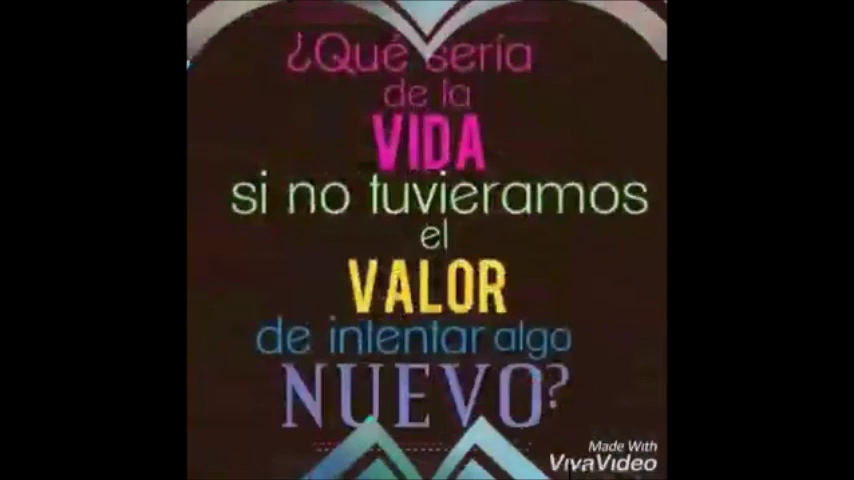 ¿Qué sería
de la
VIDA
si no tuvieramos
el
VALOR
de intentar algo
NUEVO?
Made With
VivaVideo